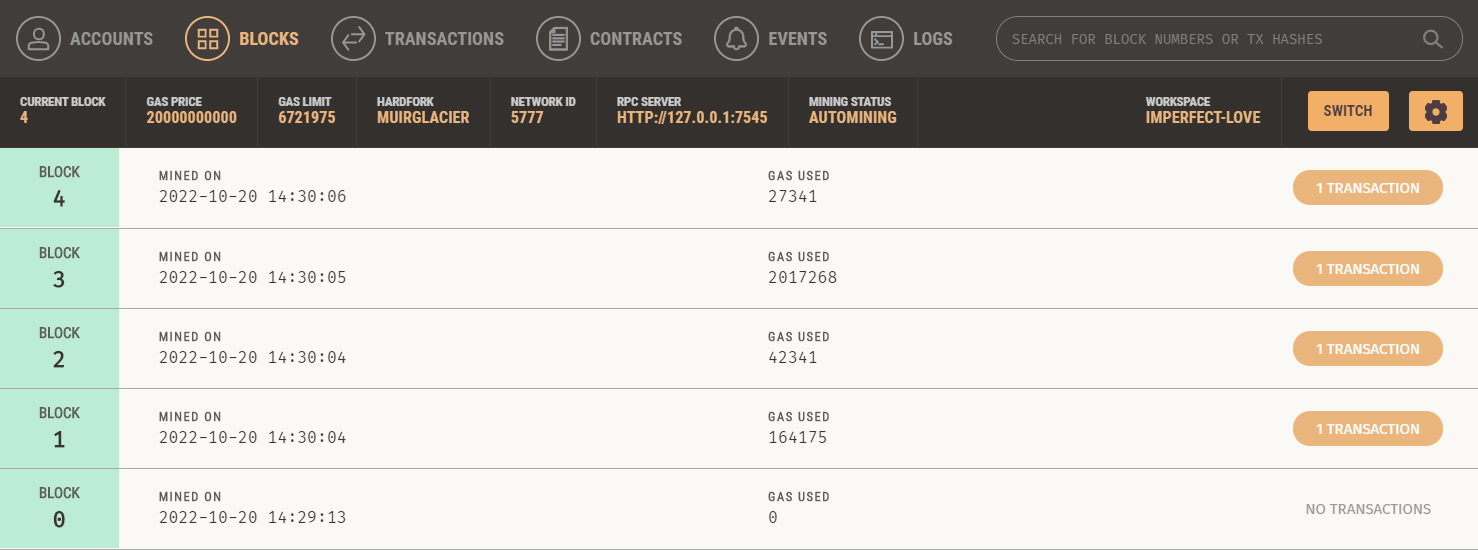 ACCOUNTS BLOCKS TRANSACTIONS CONTRACTS EVENTS LOGS SEARCH FOR BLOCK NUMBERS OR TX HASHES
CURRENT BLOCK GAS PRICE GAS LIMIT HARDFORK NETWORK ID RPC SERVER MINING STATUS WORKSPACE
4 20000000000 6721975 MUIRGLACIER 5777 HTTP://127.0.0.1:7545 AUTOMINING IMPERFECT-LOVE SWITCH
BLOCK MINED ON GAS USED
4 2022-10-20 14:30:06 27341 1 TRANSACTION
BLOCK MINED ON GAS USED
3 2022-10-20 14:30:05 2017268 1 TRANSACTION
BLOCK MINED ON GAS USED
2 2022-10-20 14:30:04 42341 1 TRANSACTION
BLOCK MINED ON GAS USED
1 2022-10-20 14:30:04 164175 1 TRANSACTION
BLOCK MINED ON GAS USED
0 2022-10-20 14:29:13 0 NO TRANSACTIONS